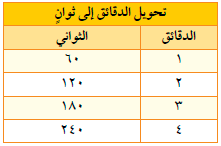 تحويل الدقائق إلى ثوانٍ
الدقائق الثواني
١ ٦٠
٢ ١٢٠
٣ ١٨٠
٤ ٢٤٠